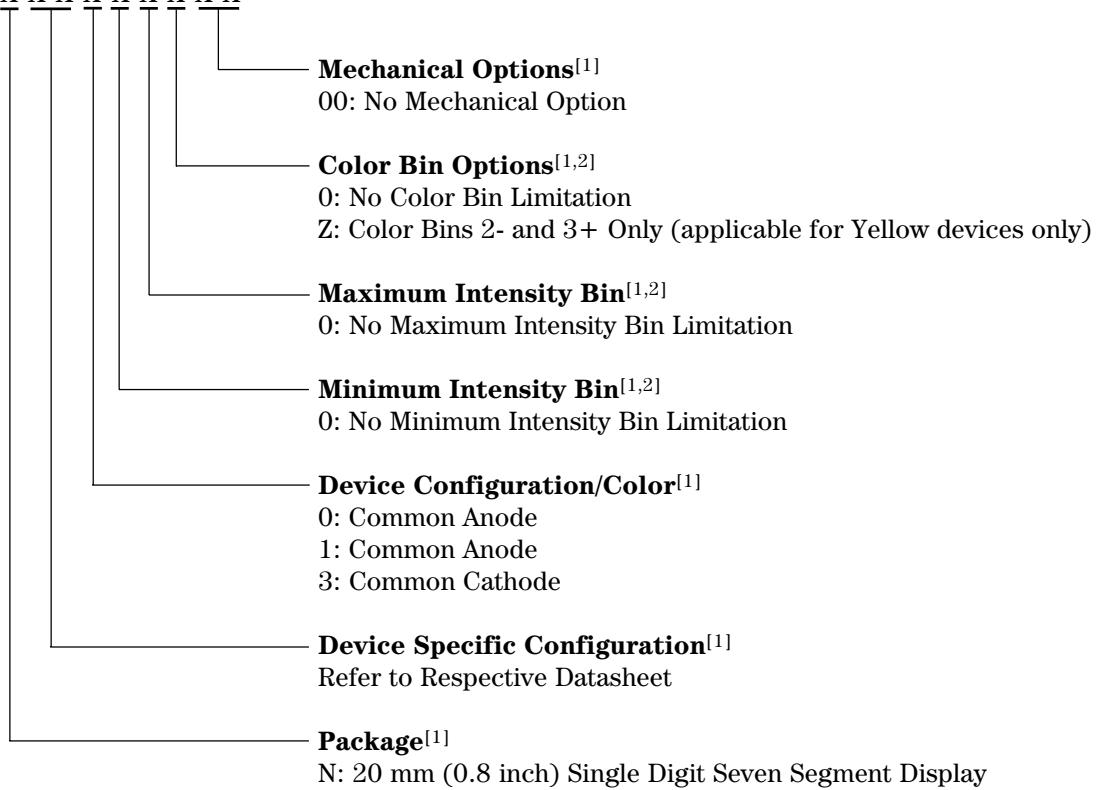 Mechanical Options[1]
00: No Mechanical Option
Color Bin Options[1,2]
0: No Color Bin Limitation
Z: Color Bins 2- and 3+ Only (applicable for Yellow devices only)
Maximum Intensity Bin[1,2]
0: No Maximum Intensity Bin Limitation
Minimum Intensity Bin[1,2]
0: No Minimum Intensity Bin Limitation
Device Configuration/Color[1]
0: Common Anode
1: Common Anode
3: Common Cathode
Device Specific Configuration[1]
Refer to Respective Datasheet
Package[1]
N: 20 mm (0.8 inch) Single Digit Seven Segment Display